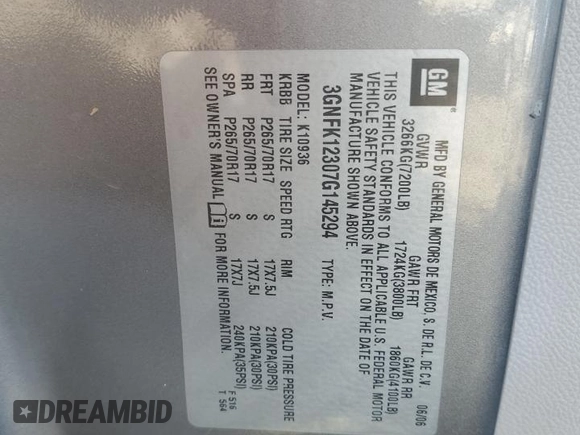 GM
MFD BY GENERAL MOTORS DE MEXICO, S. DE R.L. DE C.V. 06/06
GVWR GAWR FRT GAWR RR
3266KG(7200LB) 1724KG(3800LB) 1860KG(4100LB)
THIS VEHICLE CONFORMS TO ALL APPLICABLE U.S. FEDERAL MOTOR
VEHICLE SAFETY STANDARDS IN EFFECT ON THE DATE OF
MANUFACTURE SHOWN ABOVE.
3GNFK12307G145294 TYPE: M.P.V.
MODEL: K10936
KRBB TIRE SIZE SPEED RTG RIM COLD TIRE PRESSURE
FRT P265/70R17 S 17X7.5J 210KPA(30PSI)
RR P265/70R17 S 17X7.5J 210KPA(30PSI)
SPA P265/70R17 S 17X7J 240KPA(35PSI)
SEE OWNER'S MANUAL i FOR MORE INFORMATION.
F 516
T 564
DREAMBID